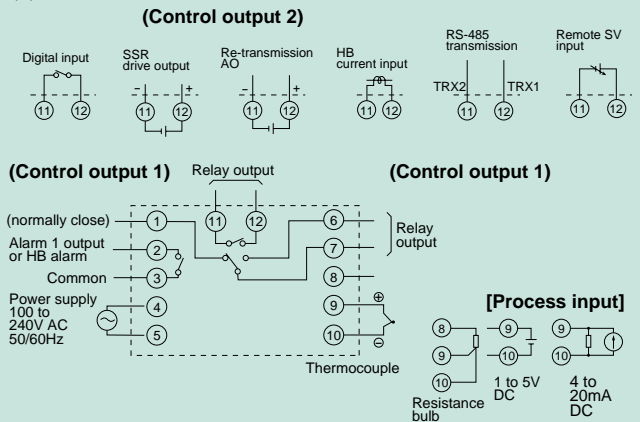 (Control output 2)
Digital input
SSR
drive output
Re-transmission
AO
HB
current input
RS-485
transmission
Remote SV
input
− +
− +
TRX2 TRX1
11 12
11 12
11 12
11 12
11 12
11 12
(Control output 1)
Relay output
(Control output 1)
(normally close)
1
11 12
6
Relay
output
Alarm 1 output
or HB alarm
2
7
Common
3
8
Power supply
100 to
240V AC
50/60Hz
4
9
⊕
5
10
⊖
Thermocouple
[Process input]
8
9
10
Resistance
bulb
9
10
1 to 5V
DC
9
10
4 to
20mA
DC